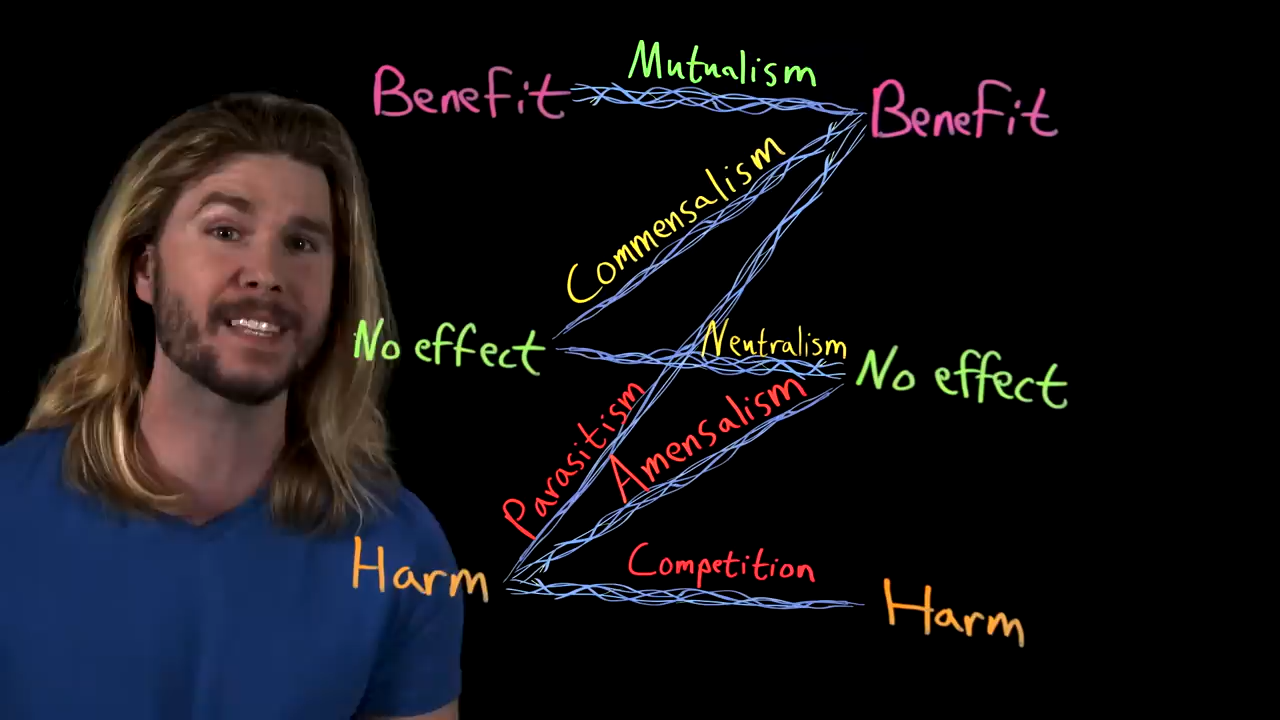 Mutualism
Benefit
Benefit
Commensalism
No effect
Neutralism
No effect
Parasitism
Amensalism
Harm
Competition
Harm